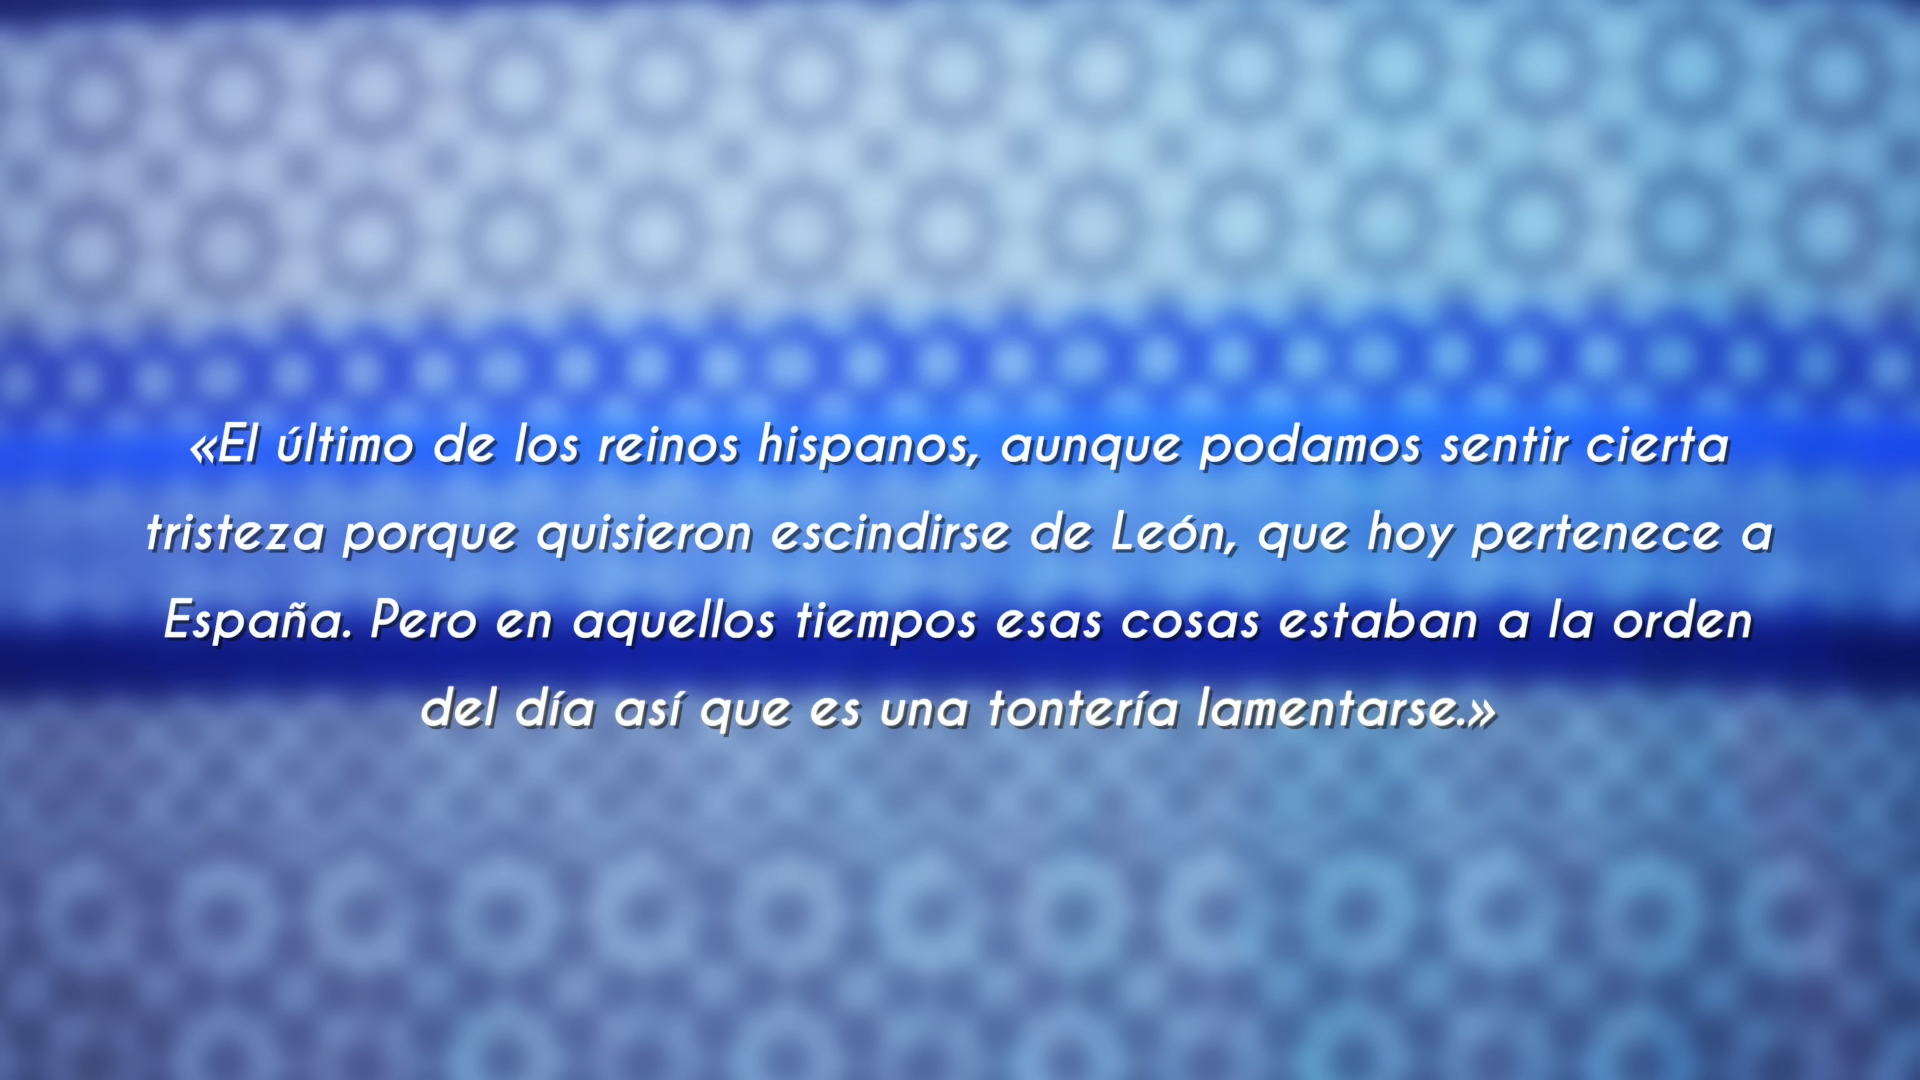 «El último de los reinos hispanos, aunque podamos sentir cierta
tristeza porque quisieron escindirse de León, que hoy pertenece a
España. Pero en aquellos tiempos esas cosas estaban a la orden
del día así que es una tontería lamentarse.»